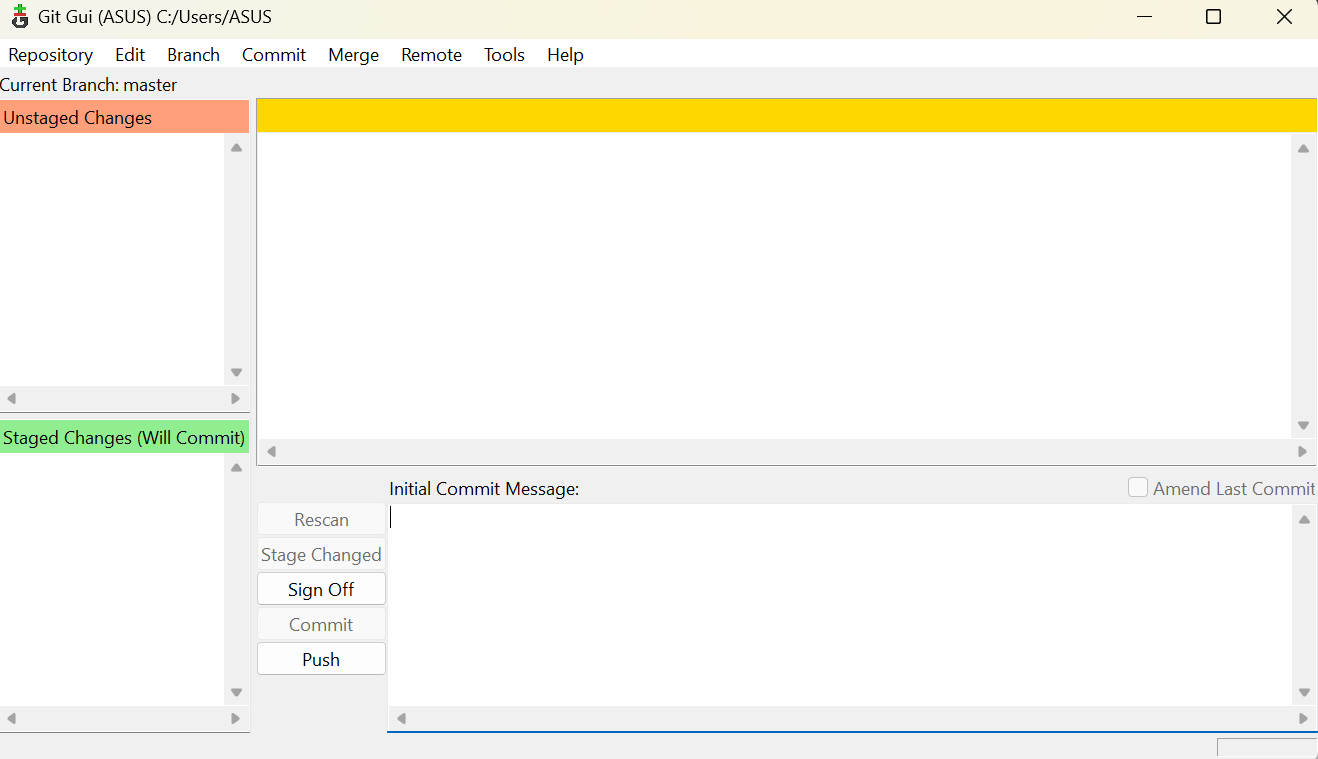 Git Gui (ASUS) C:/Users/ASUS
Repository Edit Branch Commit Merge Remote Tools Help
Current Branch: master
Unstaged Changes
Staged Changes (Will Commit)
Initial Commit Message:
Amend Last Commit
Rescan
Stage Changed
Sign Off
Commit
Push